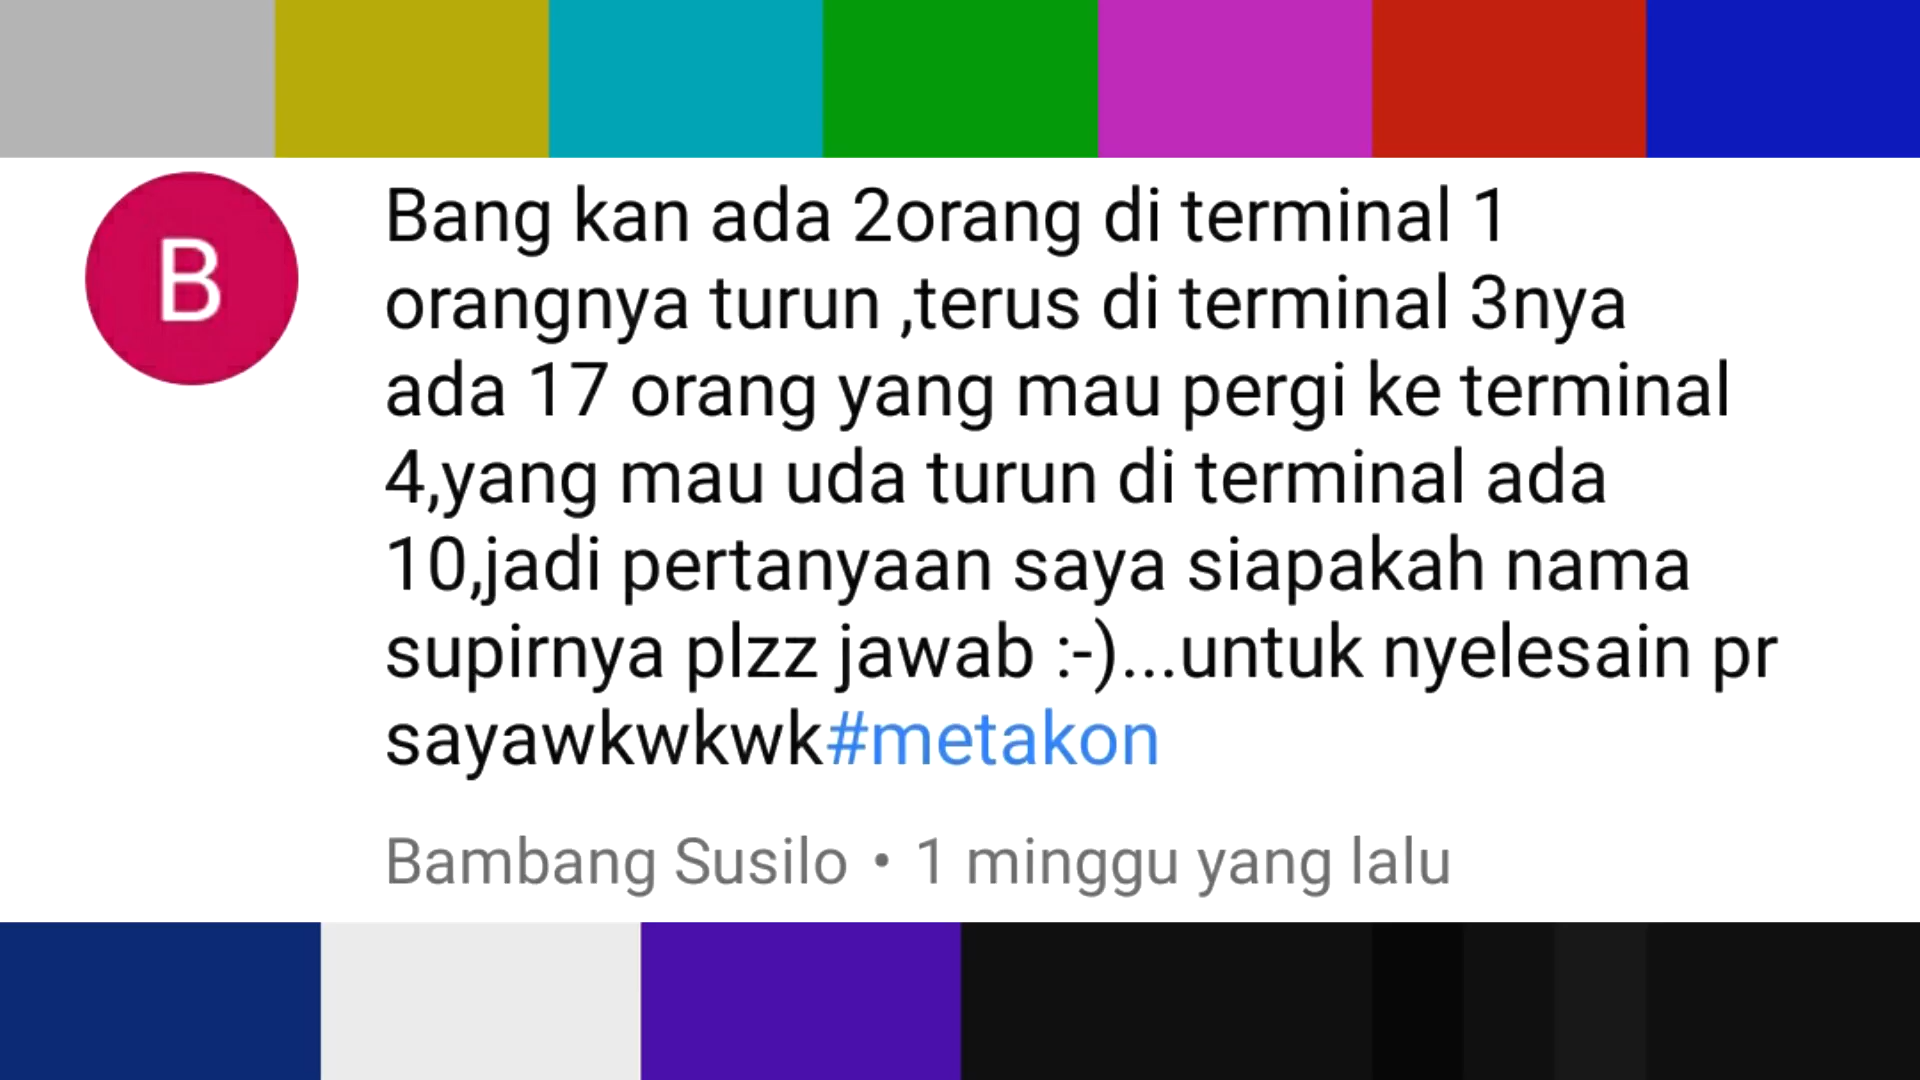 B
Bang kan ada 2orang di terminal 1
orangnya turun ,terus di terminal 3nya
ada 17 orang yang mau pergi ke terminal
4,yang mau uda turun di terminal ada
10,jadi pertanyaan saya siapakah nama
supirnya plzz jawab :-)...untuk nyelesain pr
sayawkwkwk#metakon
Bambang Susilo • 1 minggu yang lalu